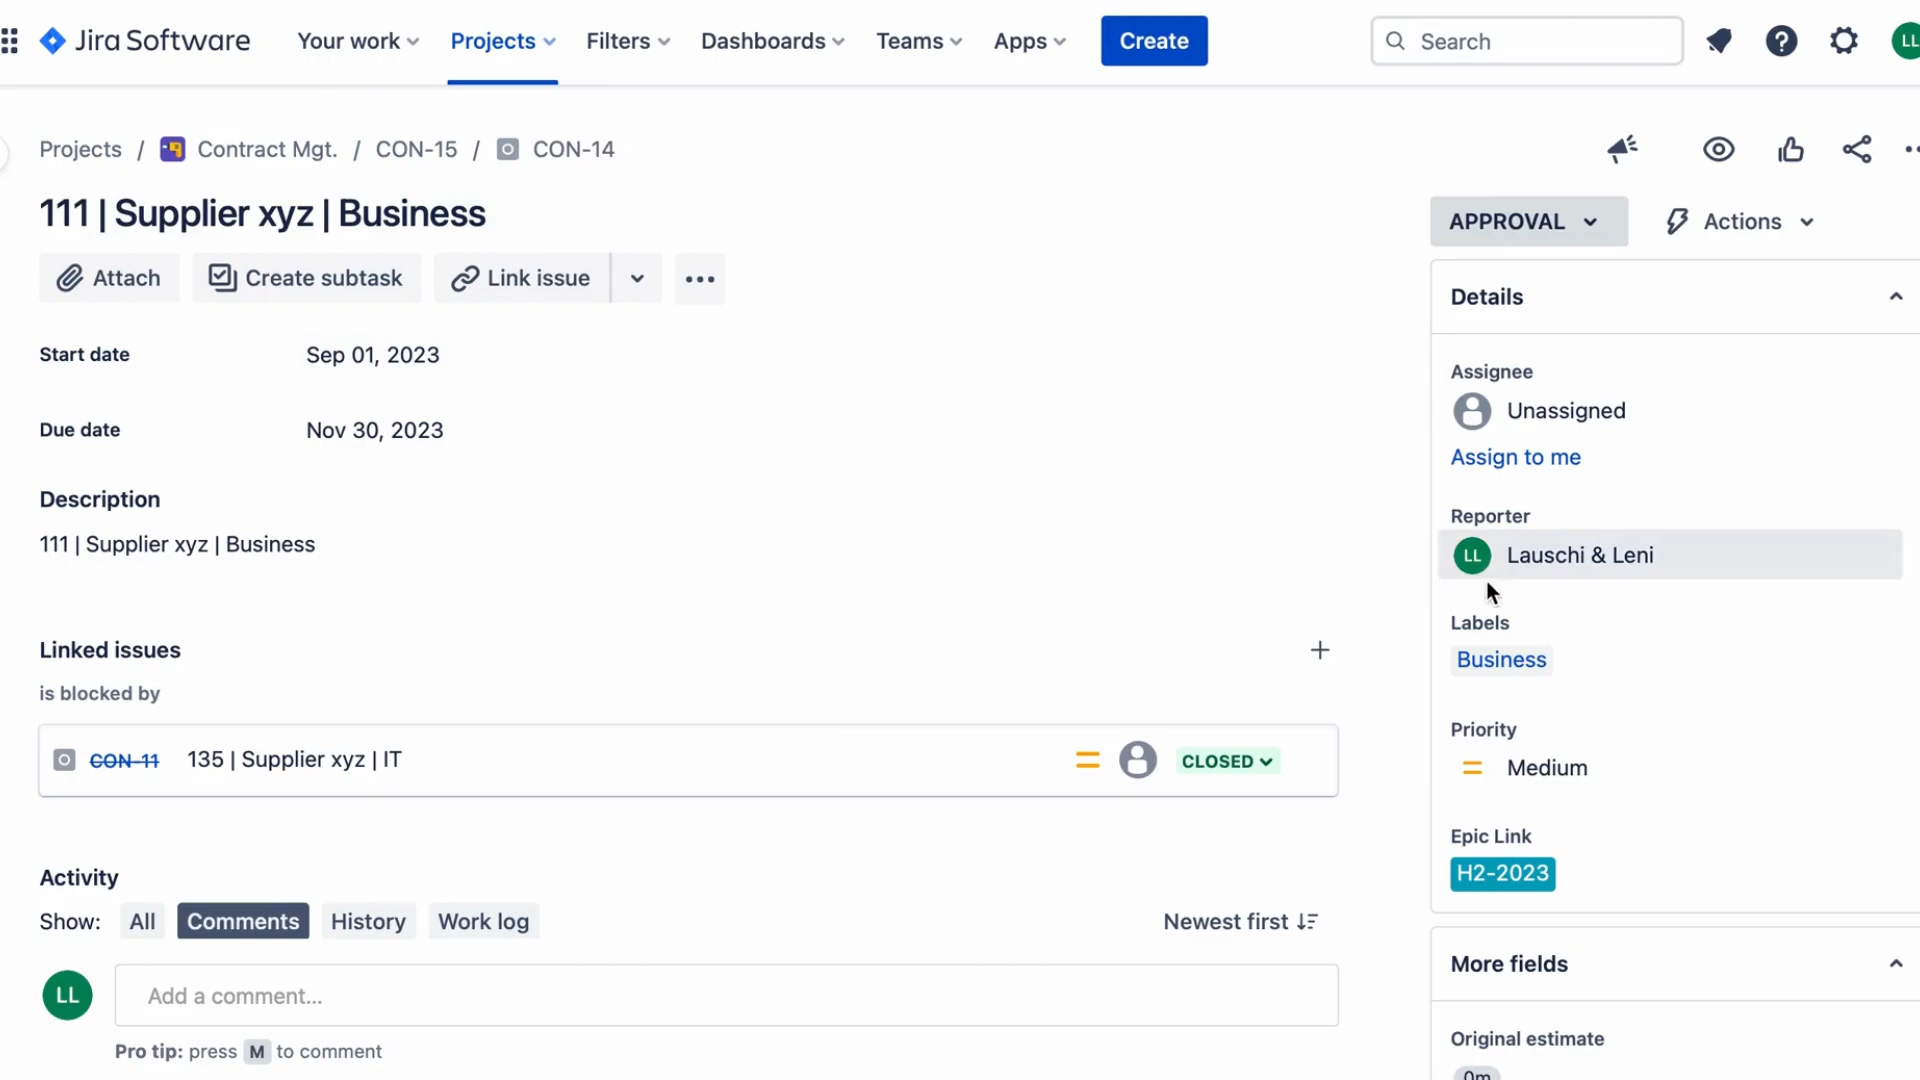 Jira Software Your work Projects Filters Dashboards Teams Apps Create Search LL
Projects / Contract Mgt. / CON-15 / CON-14
111 | Supplier xyz | Business
APPROVAL Actions
Attach Create subtask Link issue
Details
Start date Sep 01, 2023
Assignee
Unassigned
Due date Nov 30, 2023
Assign to me
Description
Reporter
111 | Supplier xyz | Business
LL Lauschi & Leni
Labels
Linked issues
Business
is blocked by
Priority
CON-11 135 | Supplier xyz | IT CLOSED
Medium
Epic Link
Activity
H2-2023
Show: All Comments History Work log Newest first
More fields
LL Add a comment...
Original estimate
Pro tip: press M to comment
0m